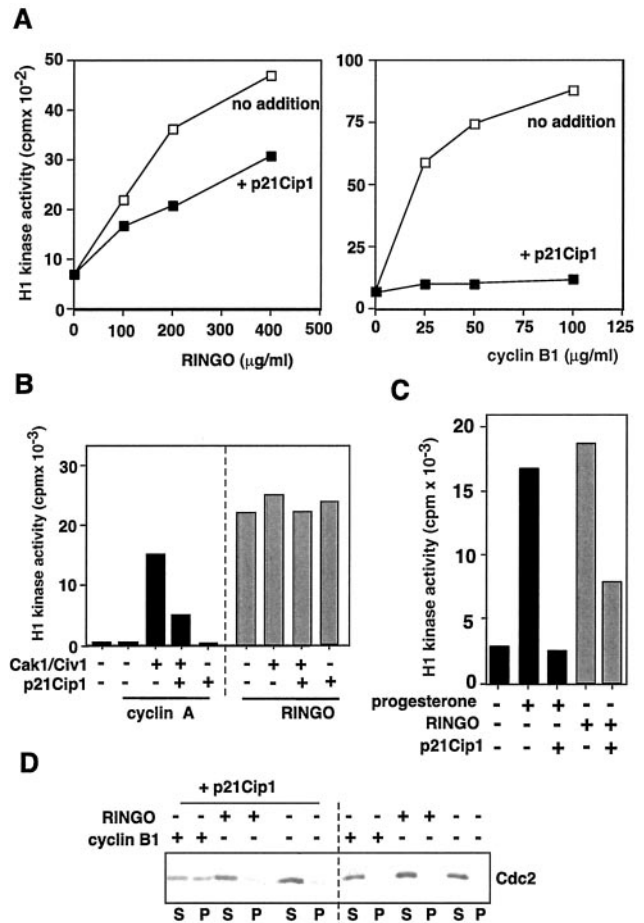 A
H1 kinase activity (cpmx 10-2)
50
40
30
20
10
0
no addition
+ p21Cip1
0 100 200 300 400 500
RINGO (µg/ml)
100
75
50
25
0
no addition
+ p21Cip1
0 25 50 75 100 125
cyclin B1 (µg/ml)
B
H1 kinase activity (cpmx 10-3)
30
20
10
0
Cak1/Civ1 - - + + - - + + -
p21Cip1 - - - + + - - + +
cyclin A RINGO
C
H1 kinase activity (cpm x 10-3)
20
15
10
5
0
progesterone - + + - -
RINGO - - - + +
p21Cip1 - - + - +
D
+ p21Cip1
RINGO - - + + - - - - + + - -
cyclin B1 + + - - - - + + - - - -
Cdc2
S P S P S P S P S P S P